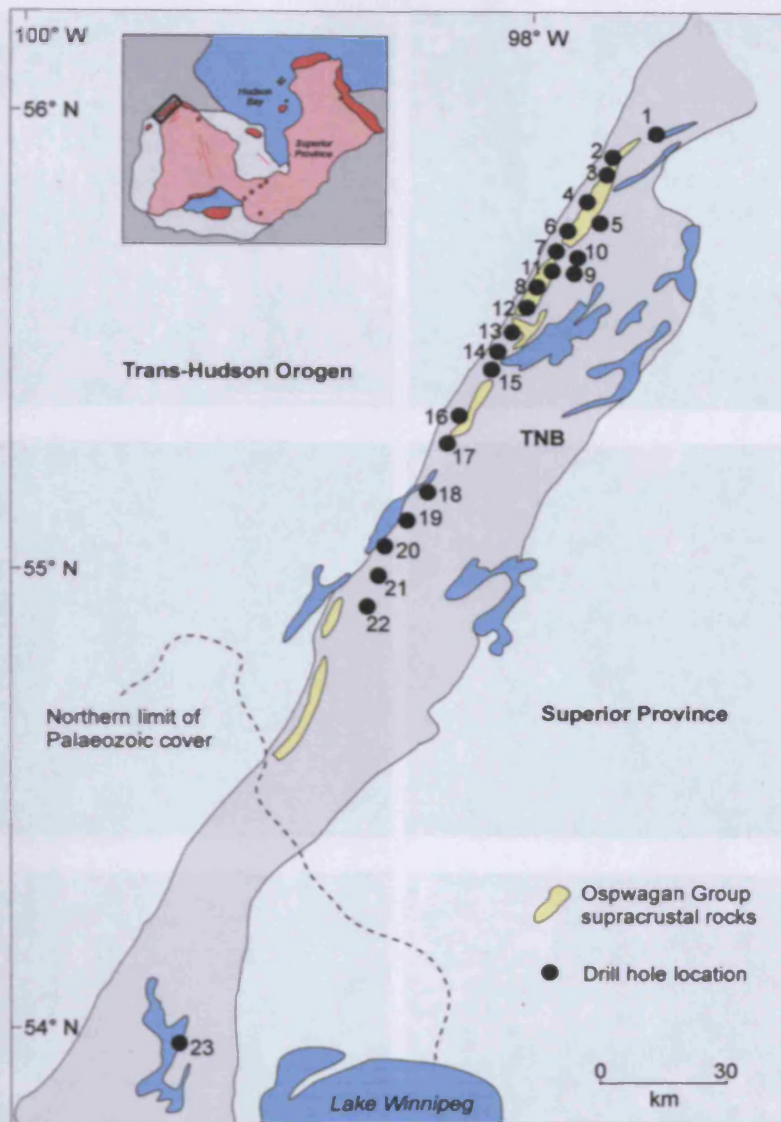 100° W
98° W
56° N
Hudson
Bay
Superior
Province
1
2
3
4
5
6
7
10
11
9
8
12
13
14
15
Trans-Hudson Orogen
TNB
16
17
18
19
20
55° N
21
22
Northern limit of
Palaeozoic cover
Superior Province
Ospwagan Group
supracrustal rocks
Drill hole location
54° N
23
0 30
km
Lake Winnipeg